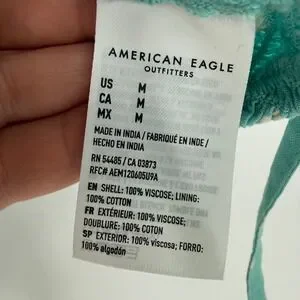 AMERICAN EAGLE
OUTFITTERS
US M
CA M
MX M
MADE IN INDIA / FABRIQUÉ EN INDE /
HECHO EN INDIA
RN 54485 / CA 03873
RFC# AEM120605U9A
EN SHELL: 100% VISCOSE; LINING:
100% COTTON
FR EXTÉRIEUR: 100% VISCOSE;
DOUBLURE: 100% COTON
SP EXTERIOR: 100% viscosa; FORRO:
100% algodón